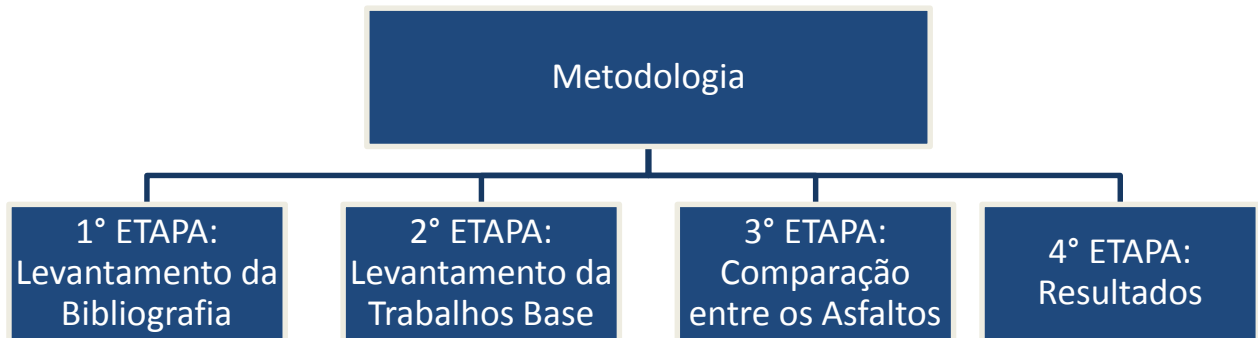 Metodologia
1° ETAPA:
Levantamento da
Bibliografia
2° ETAPA:
Levantamento da
Trabalhos Base
3° ETAPA:
Comparação
entre os Asfaltos
4° ETAPA:
Resultados